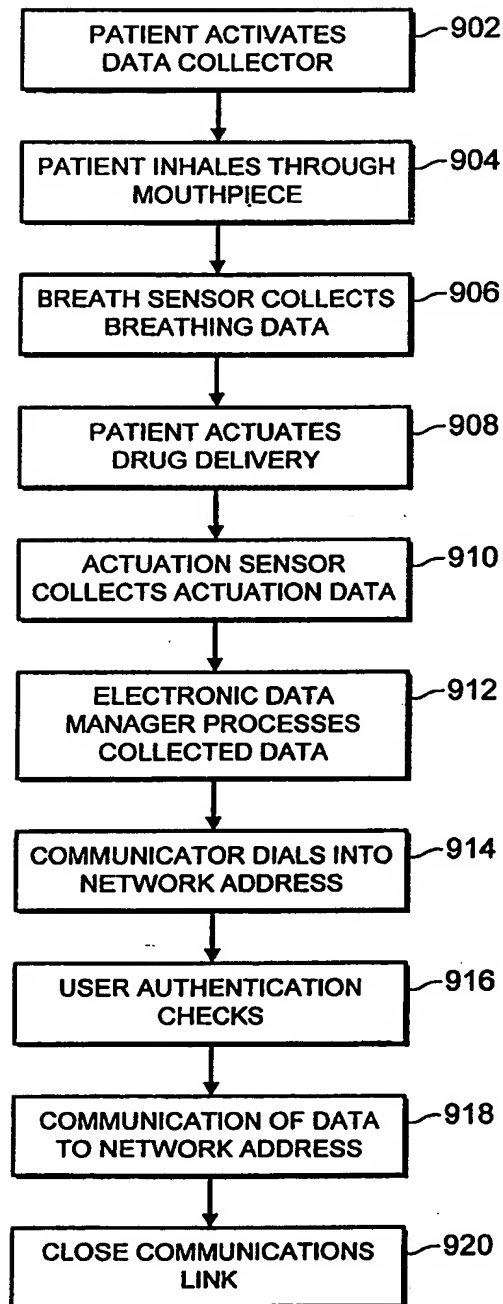 PATIENT ACTIVATES
DATA COLLECTOR
902
PATIENT INHALES THROUGH
MOUTHPIECE
904
BREATH SENSOR COLLECTS
BREATHING DATA
906
PATIENT ACTUATES
DRUG DELIVERY
908
ACTUATION SENSOR
COLLECTS ACTUATION DATA
910
ELECTRONIC DATA
MANAGER PROCESSES
COLLECTED DATA
912
COMMUNICATOR DIALS INTO
NETWORK ADDRESS
914
USER AUTHENTICATION
CHECKS
916
COMMUNICATION OF DATA
TO NETWORK ADDRESS
918
CLOSE COMMUNICATIONS
LINK
920